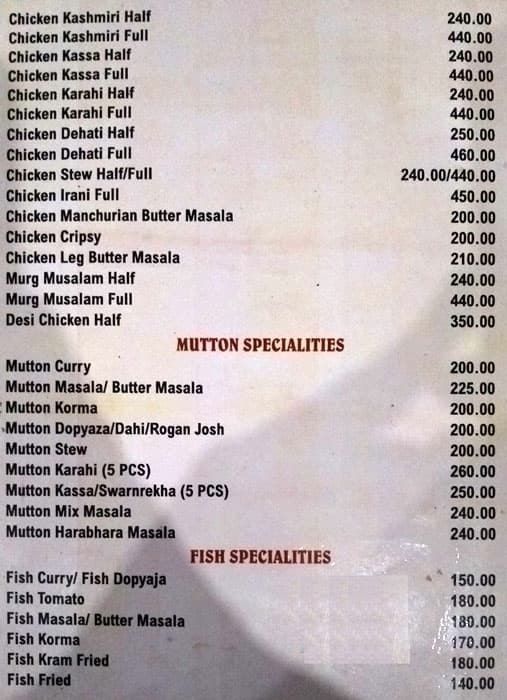 Chicken Kashmiri Half 240.00
Chicken Kashmiri Full 440.00
Chicken Kassa Half 240.00
Chicken Kassa Full 440.00
Chicken Karahi Half 240.00
Chicken Karahi Full 440.00
Chicken Dehati Half 250.00
Chicken Dehati Full 460.00
Chicken Stew Half/Full 240.00/440.00
Chicken Irani Full 450.00
Chicken Manchurian Butter Masala 200.00
Chicken Cripsy 200.00
Chicken Leg Butter Masala 210.00
Murg Musalam Half 240.00
Murg Musalam Full 440.00
Desi Chicken Half 350.00
MUTTON SPECIALITIES
Mutton Curry 200.00
Mutton Masala/ Butter Masala 225.00
Mutton Korma 200.00
Mutton Dopyaza/Dahi/Rogan Josh 200.00
Mutton Stew 200.00
Mutton Karahi (5 PCS) 260.00
Mutton Kassa/Swarnrekha (5 PCS) 250.00
Mutton Mix Masala 240.00
Mutton Harabhara Masala 240.00
FISH SPECIALITIES
Fish Curry/ Fish Dopyaja 150.00
Fish Tomato 180.00
Fish Masala/ Butter Masala 180.00
Fish Korma 170.00
Fish Kram Fried 180.00
Fish Fried 140.00